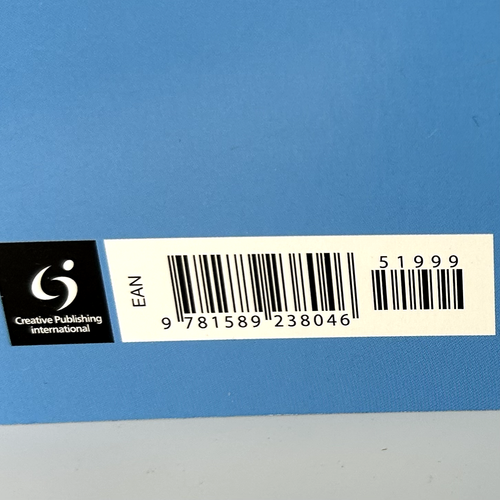 Creative Publishing
international
EAN
9 781589 238046
51999